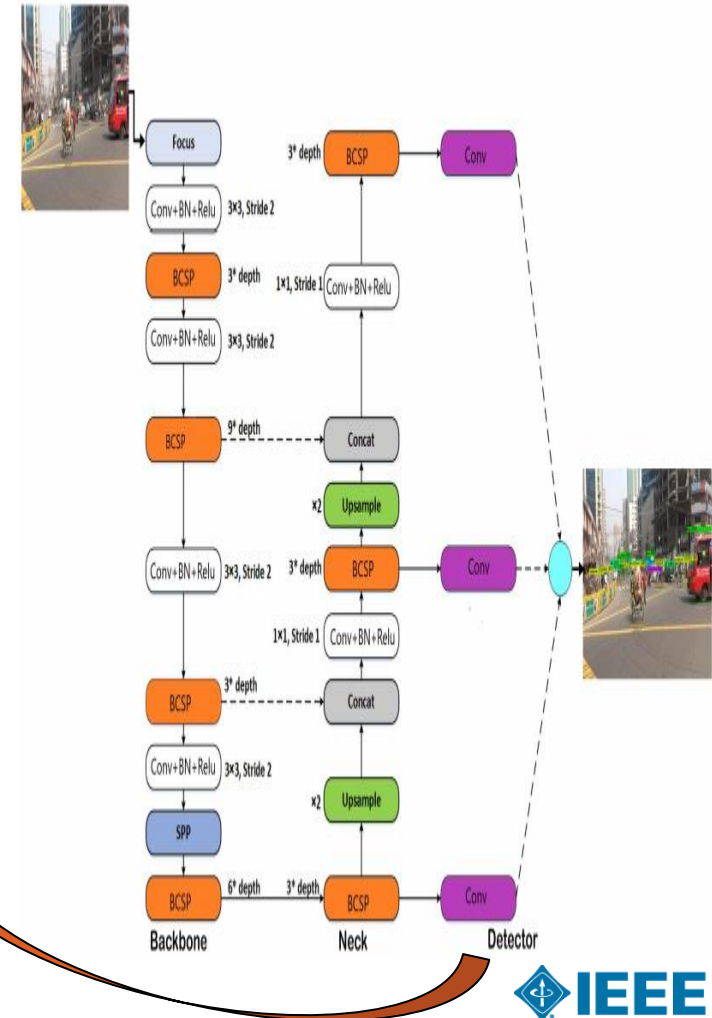 Focus
Conv+BN+Relu
3×3, Stride 2
BCSP
3* depth
Conv+BN+Relu
3×3, Stride 2
BCSP
9* depth
Conv+BN+Relu
3×3, Stride 2
BCSP
3* depth
Conv+BN+Relu
3×3, Stride 2
SPP
BCSP
6* depth
Backbone
3* depth
BCSP
1×1, Stride 1
Conv+BN+Relu
Concat
×2
Upsample
3* depth
BCSP
1×1, Stride 1
Conv+BN+Relu
Concat
×2
Upsample
3* depth
BCSP
Neck
Conv
Conv
Conv
Detector
IEEE